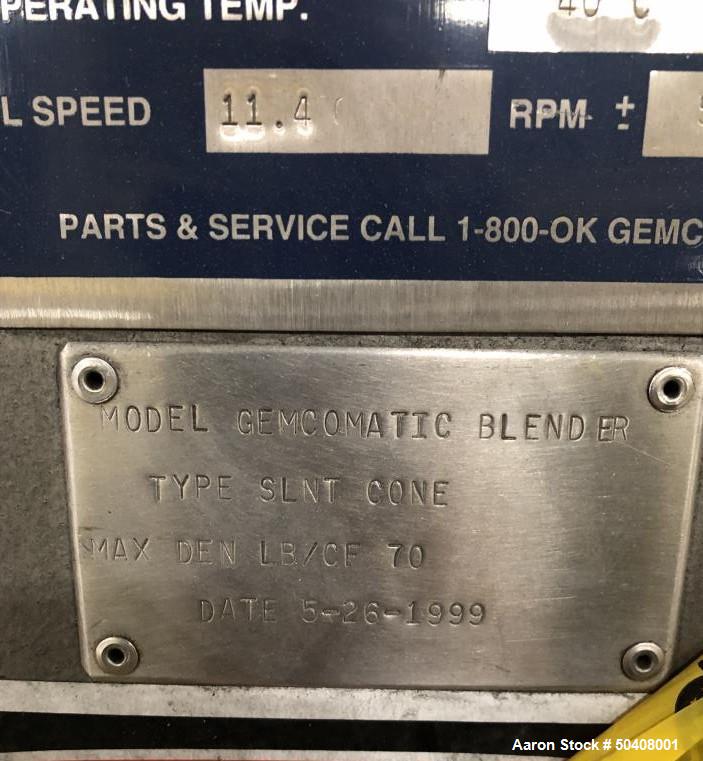 PERATING TEMP. 40 C
L SPEED 11.4 RPM ±
PARTS & SERVICE CALL 1-800-OK GEMC
MODEL GEMCOMATIC BLENDER
TYPE SLNT CONE
MAX DEN LB/CF 70
DATE 5-26-1999
Aaron Stock # 50408001